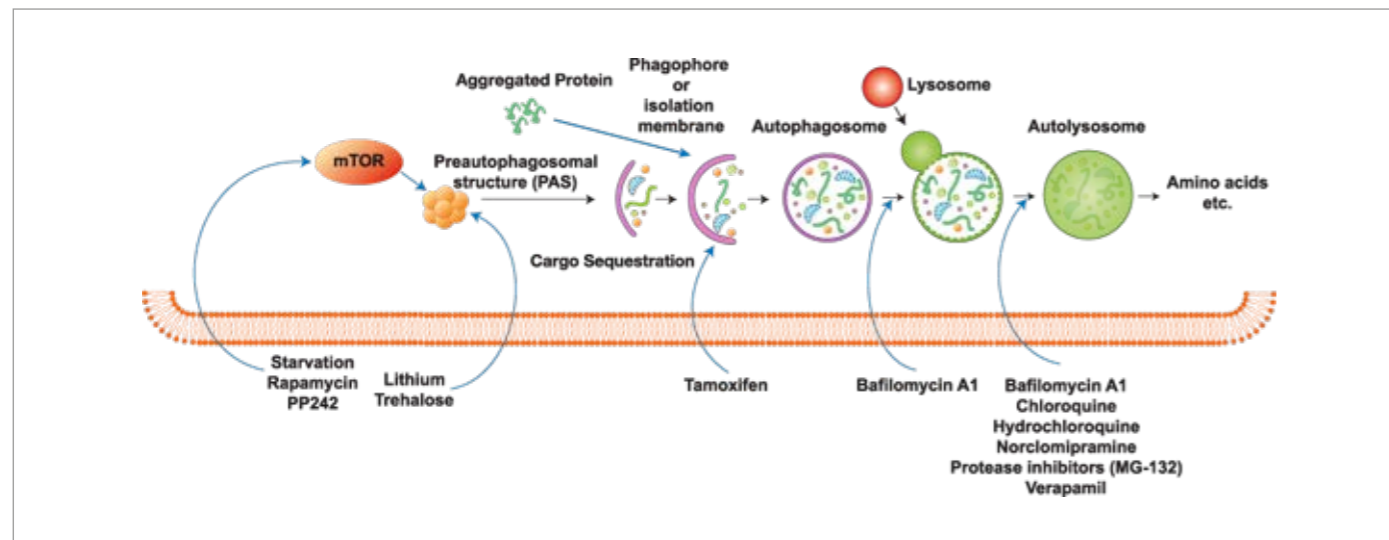 Aggregated Protein
Phagophore
or
isolation
membrane
Lysosome
Autophagosome
Autolysosome
mTOR
Preautophagosomal
structure (PAS)
Amino acids
etc.
Cargo Sequestration
Starvation
Rapamycin
PP242
Lithium
Trehalose
Tamoxifen
Bafilomycin A1
Bafilomycin A1
Chloroquine
Hydrochloroquine
Norclomipramine
Protease inhibitors (MG-132)
Verapamil